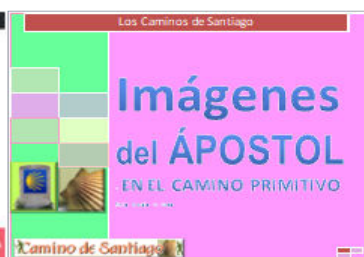 Los Caminos de Santiago
Imágenes
del ÁPOSTOL
EN EL CAMINO PRIMITIVO
Camino de Santiago